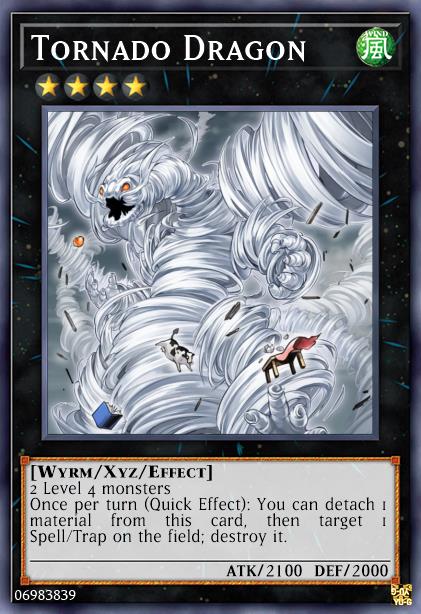 Tornado Dragon
WIND
風
[Wyrm/Xyz/Effect]
2 Level 4 monsters
Once per turn (Quick Effect): You can detach 1
material from this card, then target 1
Spell/Trap on the field; destroy it.
ATK/2100 DEF/2000
06983839